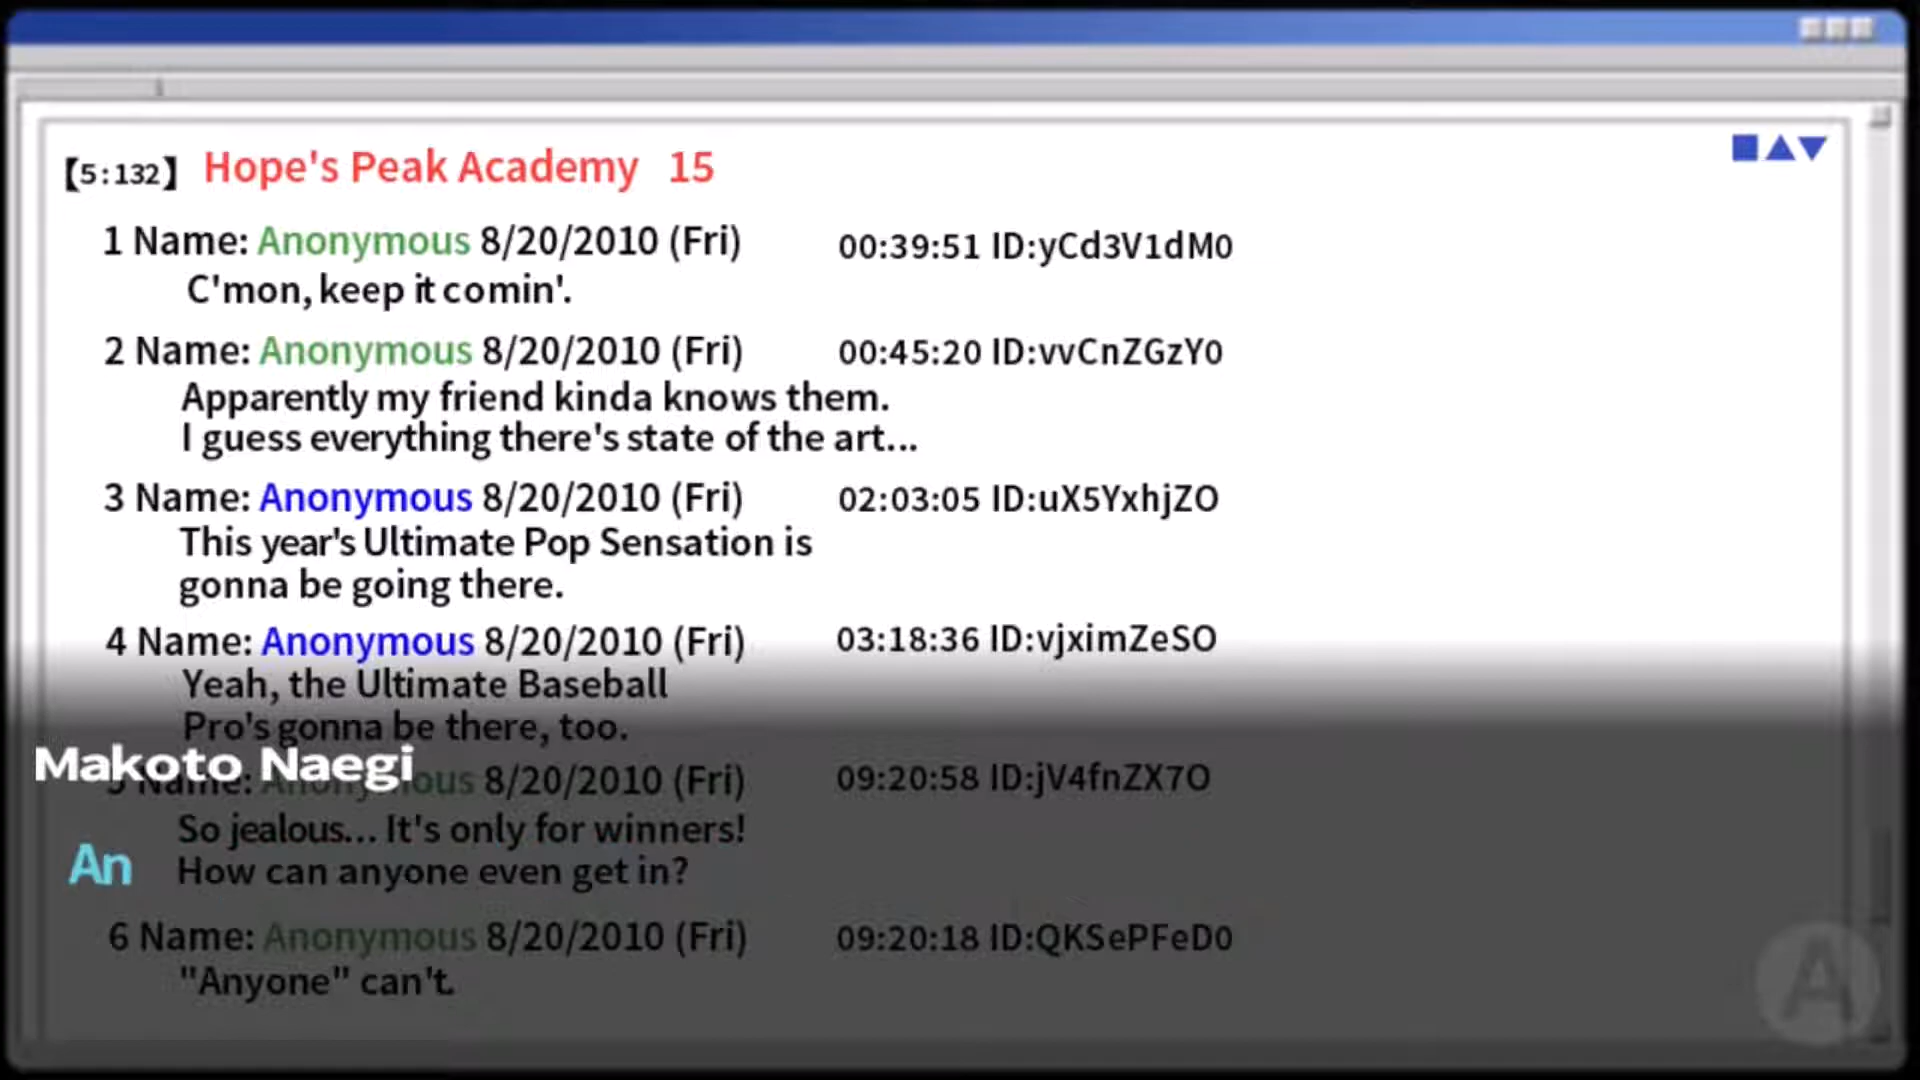 【5:132】 Hope's Peak Academy 15
1 Name: Anonymous 8/20/2010 (Fri) 00:39:51 ID:yCd3V1dM0
C'mon, keep it comin'.
2 Name: Anonymous 8/20/2010 (Fri) 00:45:20 ID:vvCnZGzY0
Apparently my friend kinda knows them.
I guess everything there's state of the art...
3 Name: Anonymous 8/20/2010 (Fri) 02:03:05 ID:uX5YxhjZO
This year's Ultimate Pop Sensation is
gonna be going there.
4 Name: Anonymous 8/20/2010 (Fri) 03:18:36 ID:vjximZeSO
Yeah, the Ultimate Baseball
Pro's gonna be there, too.
Makoto Naegi
5 Name: Anonymous 8/20/2010 (Fri) 09:20:58 ID:jV4fnZX7O
So jealous... It's only for winners!
An
How can anyone even get in?
6 Name: Anonymous 8/20/2010 (Fri) 09:20:18 ID:QKSePFeD0
"Anyone" can't.
A